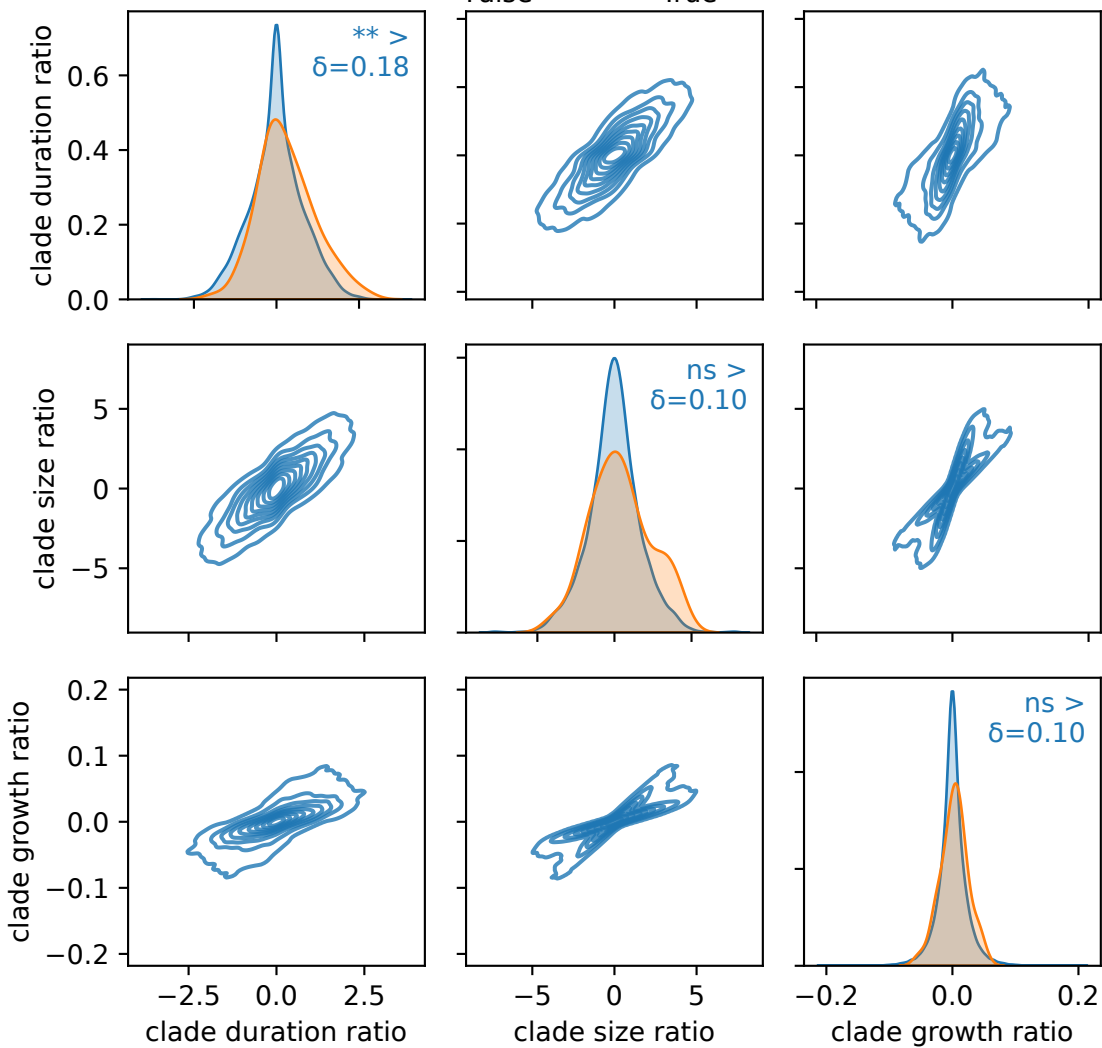 clade duration ratio
0.6
0.4
0.2
0.0
** >
δ=0.18
clade size ratio
5
0
−5
ns >
δ=0.10
clade growth ratio
0.2
0.1
0.0
−0.1
−0.2
ns >
δ=0.10
−2.5 0.0 2.5
−5 0 5
−0.2 0.0 0.2
clade duration ratio
clade size ratio
clade growth ratio